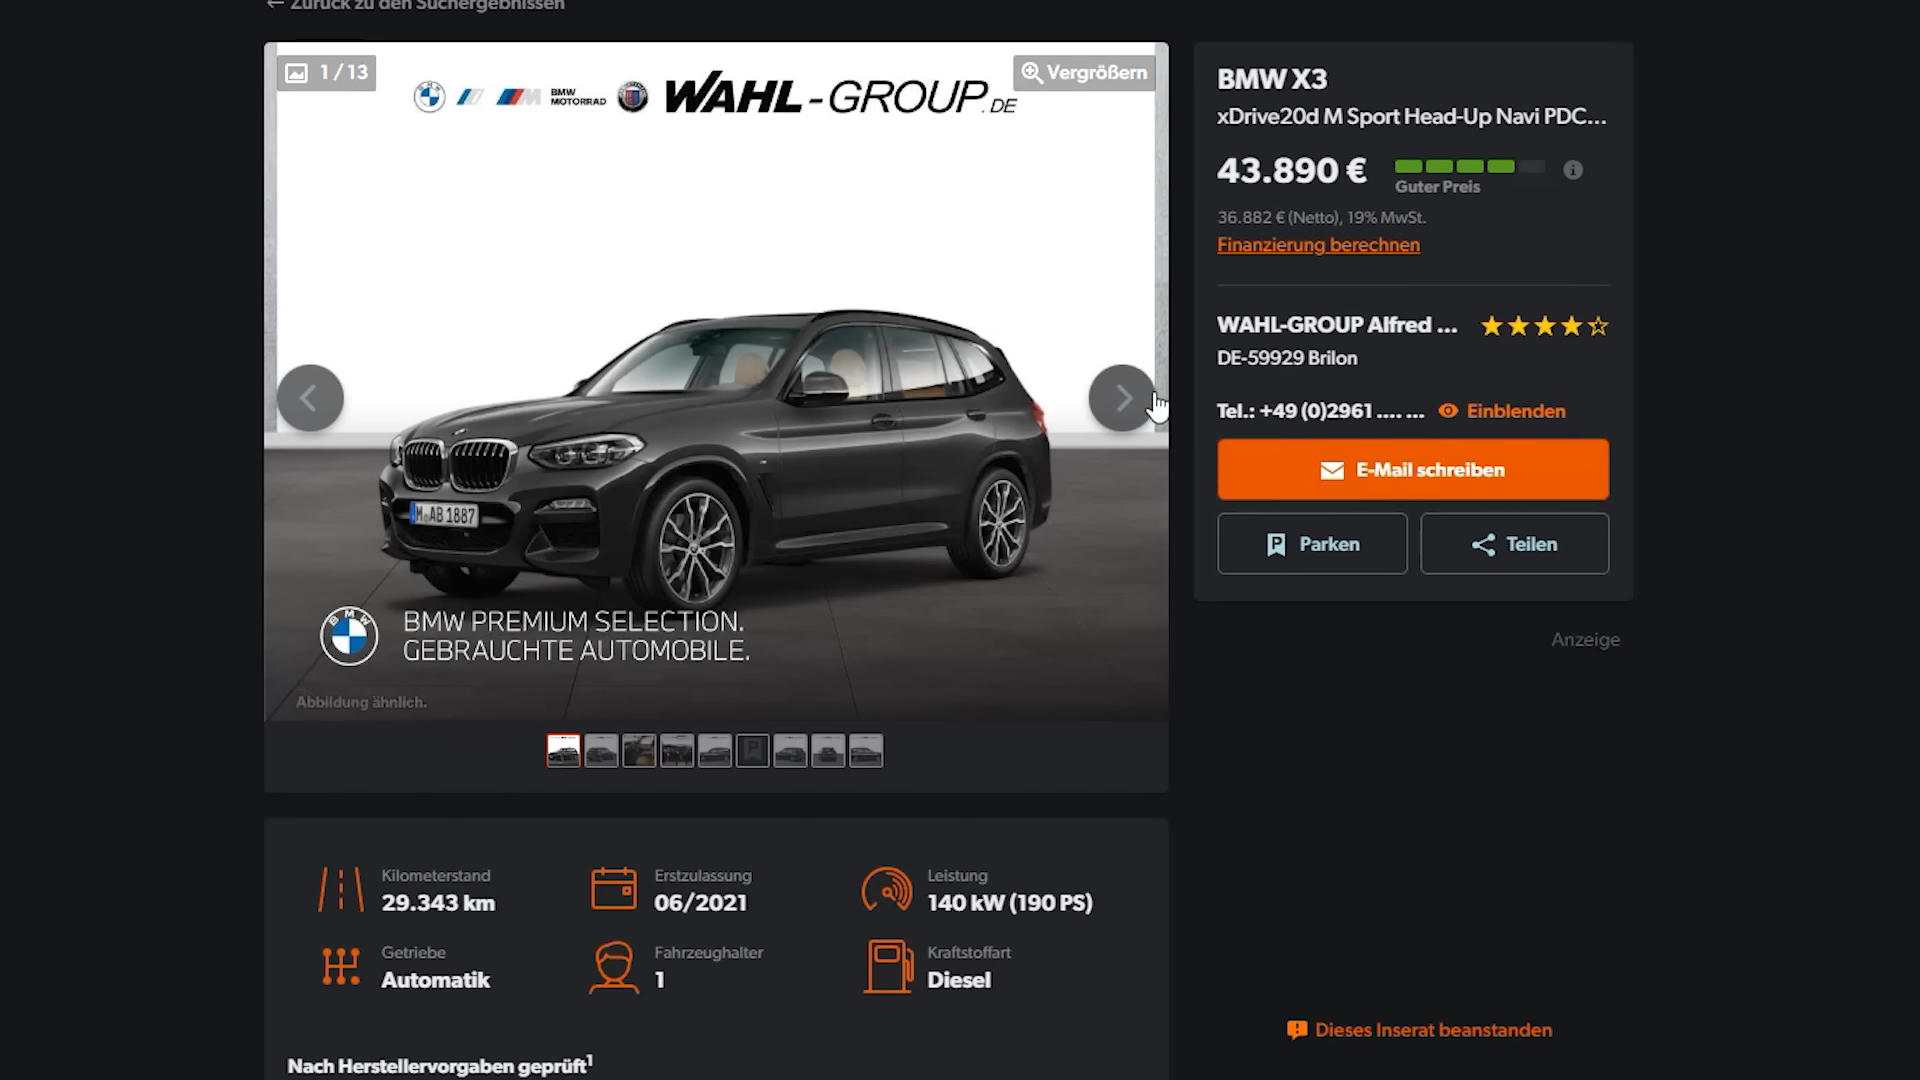 ← Zurück zu den Suchergebnissen
1 / 13
BMW MOTORRAD
WAHL-GROUP.DE
Vergrößern
M AB 1887
BMW PREMIUM SELECTION.
GEBRAUCHTE AUTOMOBILE.
Abbildung ähnlich.
BMW X3
xDrive20d M Sport Head-Up Navi PDC...
43.890 €
Guter Preis
36.882 € (Netto), 19% MwSt.
Finanzierung berechnen
WAHL-GROUP Alfred ...
DE-59929 Brilon
Tel.: +49 (0)2961 .... ...
Einblenden
E-Mail schreiben
Parken
Teilen
Anzeige
Kilometerstand
29.343 km
Erstzulassung
06/2021
Leistung
140 kW (190 PS)
Getriebe
Automatik
Fahrzeughalter
1
Kraftstoffart
Diesel
Nach Herstellervorgaben geprüft¹
Dieses Inserat beanstanden